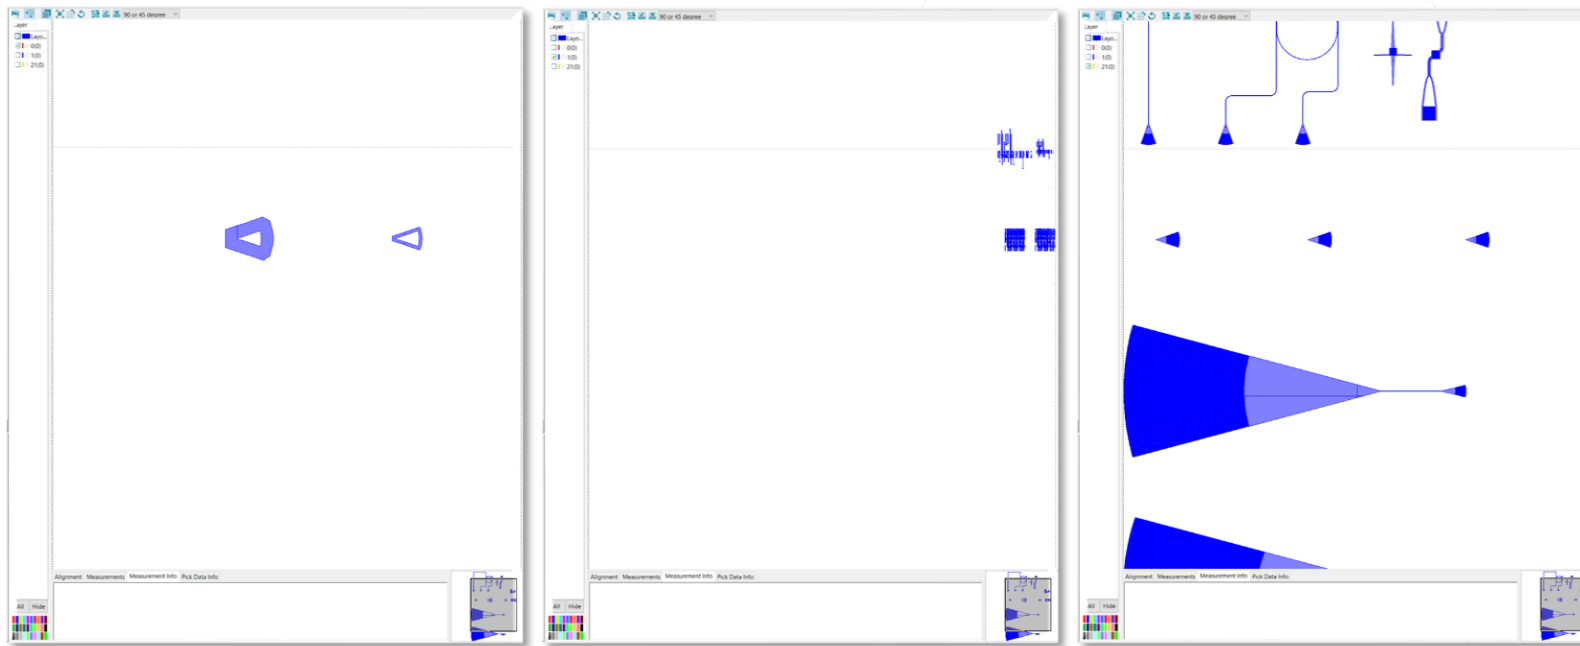 90 or 45 degree
Layer
Layo...
0(0)
1(0)
21(0)
Alignment Measurements Measurement Info Pick Data Info
All Hide
90 or 45 degree
Layer
Layo...
0(0)
1(0)
21(0)
Alignment Measurements Measurement Info Pick Data Info
All Hide
90 or 45 degree
Layer
Layo...
0(0)
1(0)
21(0)
Alignment Measurements Measurement Info Pick Data Info
All Hide